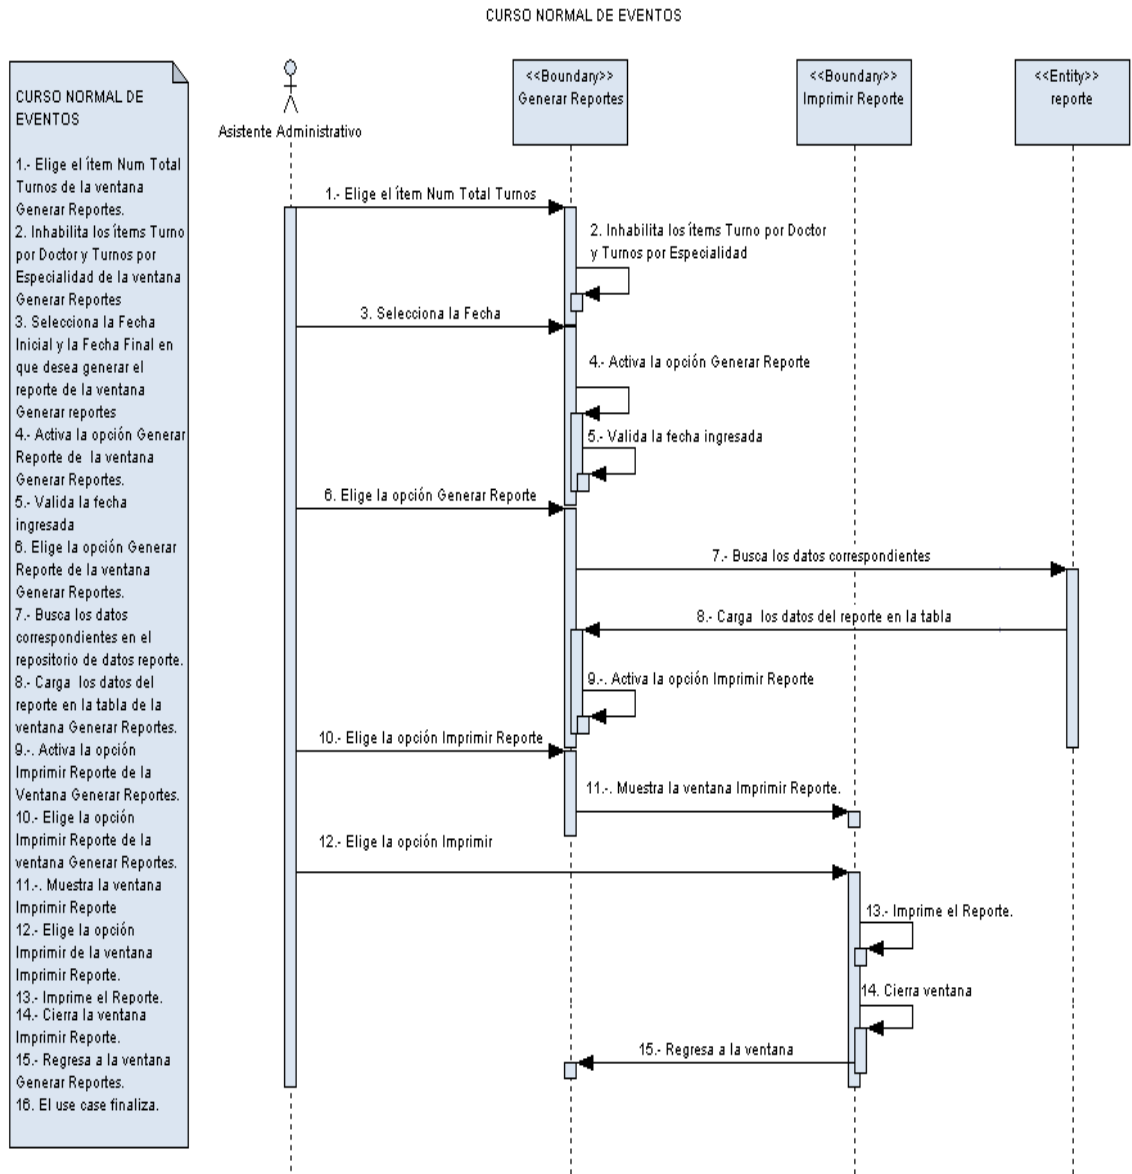 CURSO NORMAL DE EVENTOS
CURSO NORMAL DE
EVENTOS
1.- Elige el ítem Num Total
Turnos de la ventana
Generar Reportes.
2. Inhabilita los ítems Turno
por Doctor y Turnos por
Especialidad de la ventana
Generar Reportes
3. Selecciona la Fecha
Inicial y la Fecha Final en
que desea generar el
reporte de la ventana
Generar reportes
4.- Activa la opción Generar
Reporte de la ventana
Generar Reportes.
5.- Valida la fecha
ingresada
6. Elige la opción Generar
Reporte de la ventana
Generar Reportes.
7.- Busca los datos
correspondientes en el
repositorio de datos reporte.
8.- Carga los datos del
reporte en la tabla de la
ventana Generar Reportes.
9.-. Activa la opción
Imprimir Reporte de la
Ventana Generar Reportes.
10.- Elige la opción
Imprimir Reporte de la
ventana Generar Reportes.
11.-. Muestra la ventana
Imprimir Reporte
12.- Elige la opción
Imprimir de la ventana
Imprimir Reporte.
13.- Imprime el Reporte.
14.- Cierra la ventana
Imprimir Reporte.
15.- Regresa a la ventana
Generar Reportes.
16. El use case finaliza.
Asistente Administrativo
<<Boundary>>
Generar Reportes
<<Boundary>>
Imprimir Reporte
<<Entity>>
reporte
1.- Elige el ítem Num Total Turnos
2. Inhabilita los ítems Turno por Doctor
y Turnos por Especialidad
3. Selecciona la Fecha
4.- Activa la opción Generar Reporte
5.- Valida la fecha ingresada
6. Elige la opción Generar Reporte
7.- Busca los datos correspondientes
8.- Carga los datos del reporte en la tabla
9.-. Activa la opción Imprimir Reporte
10.- Elige la opción Imprimir Reporte
11.-. Muestra la ventana Imprimir Reporte.
12.- Elige la opción Imprimir
13.- Imprime el Reporte.
14. Cierra ventana
15.- Regresa a la ventana